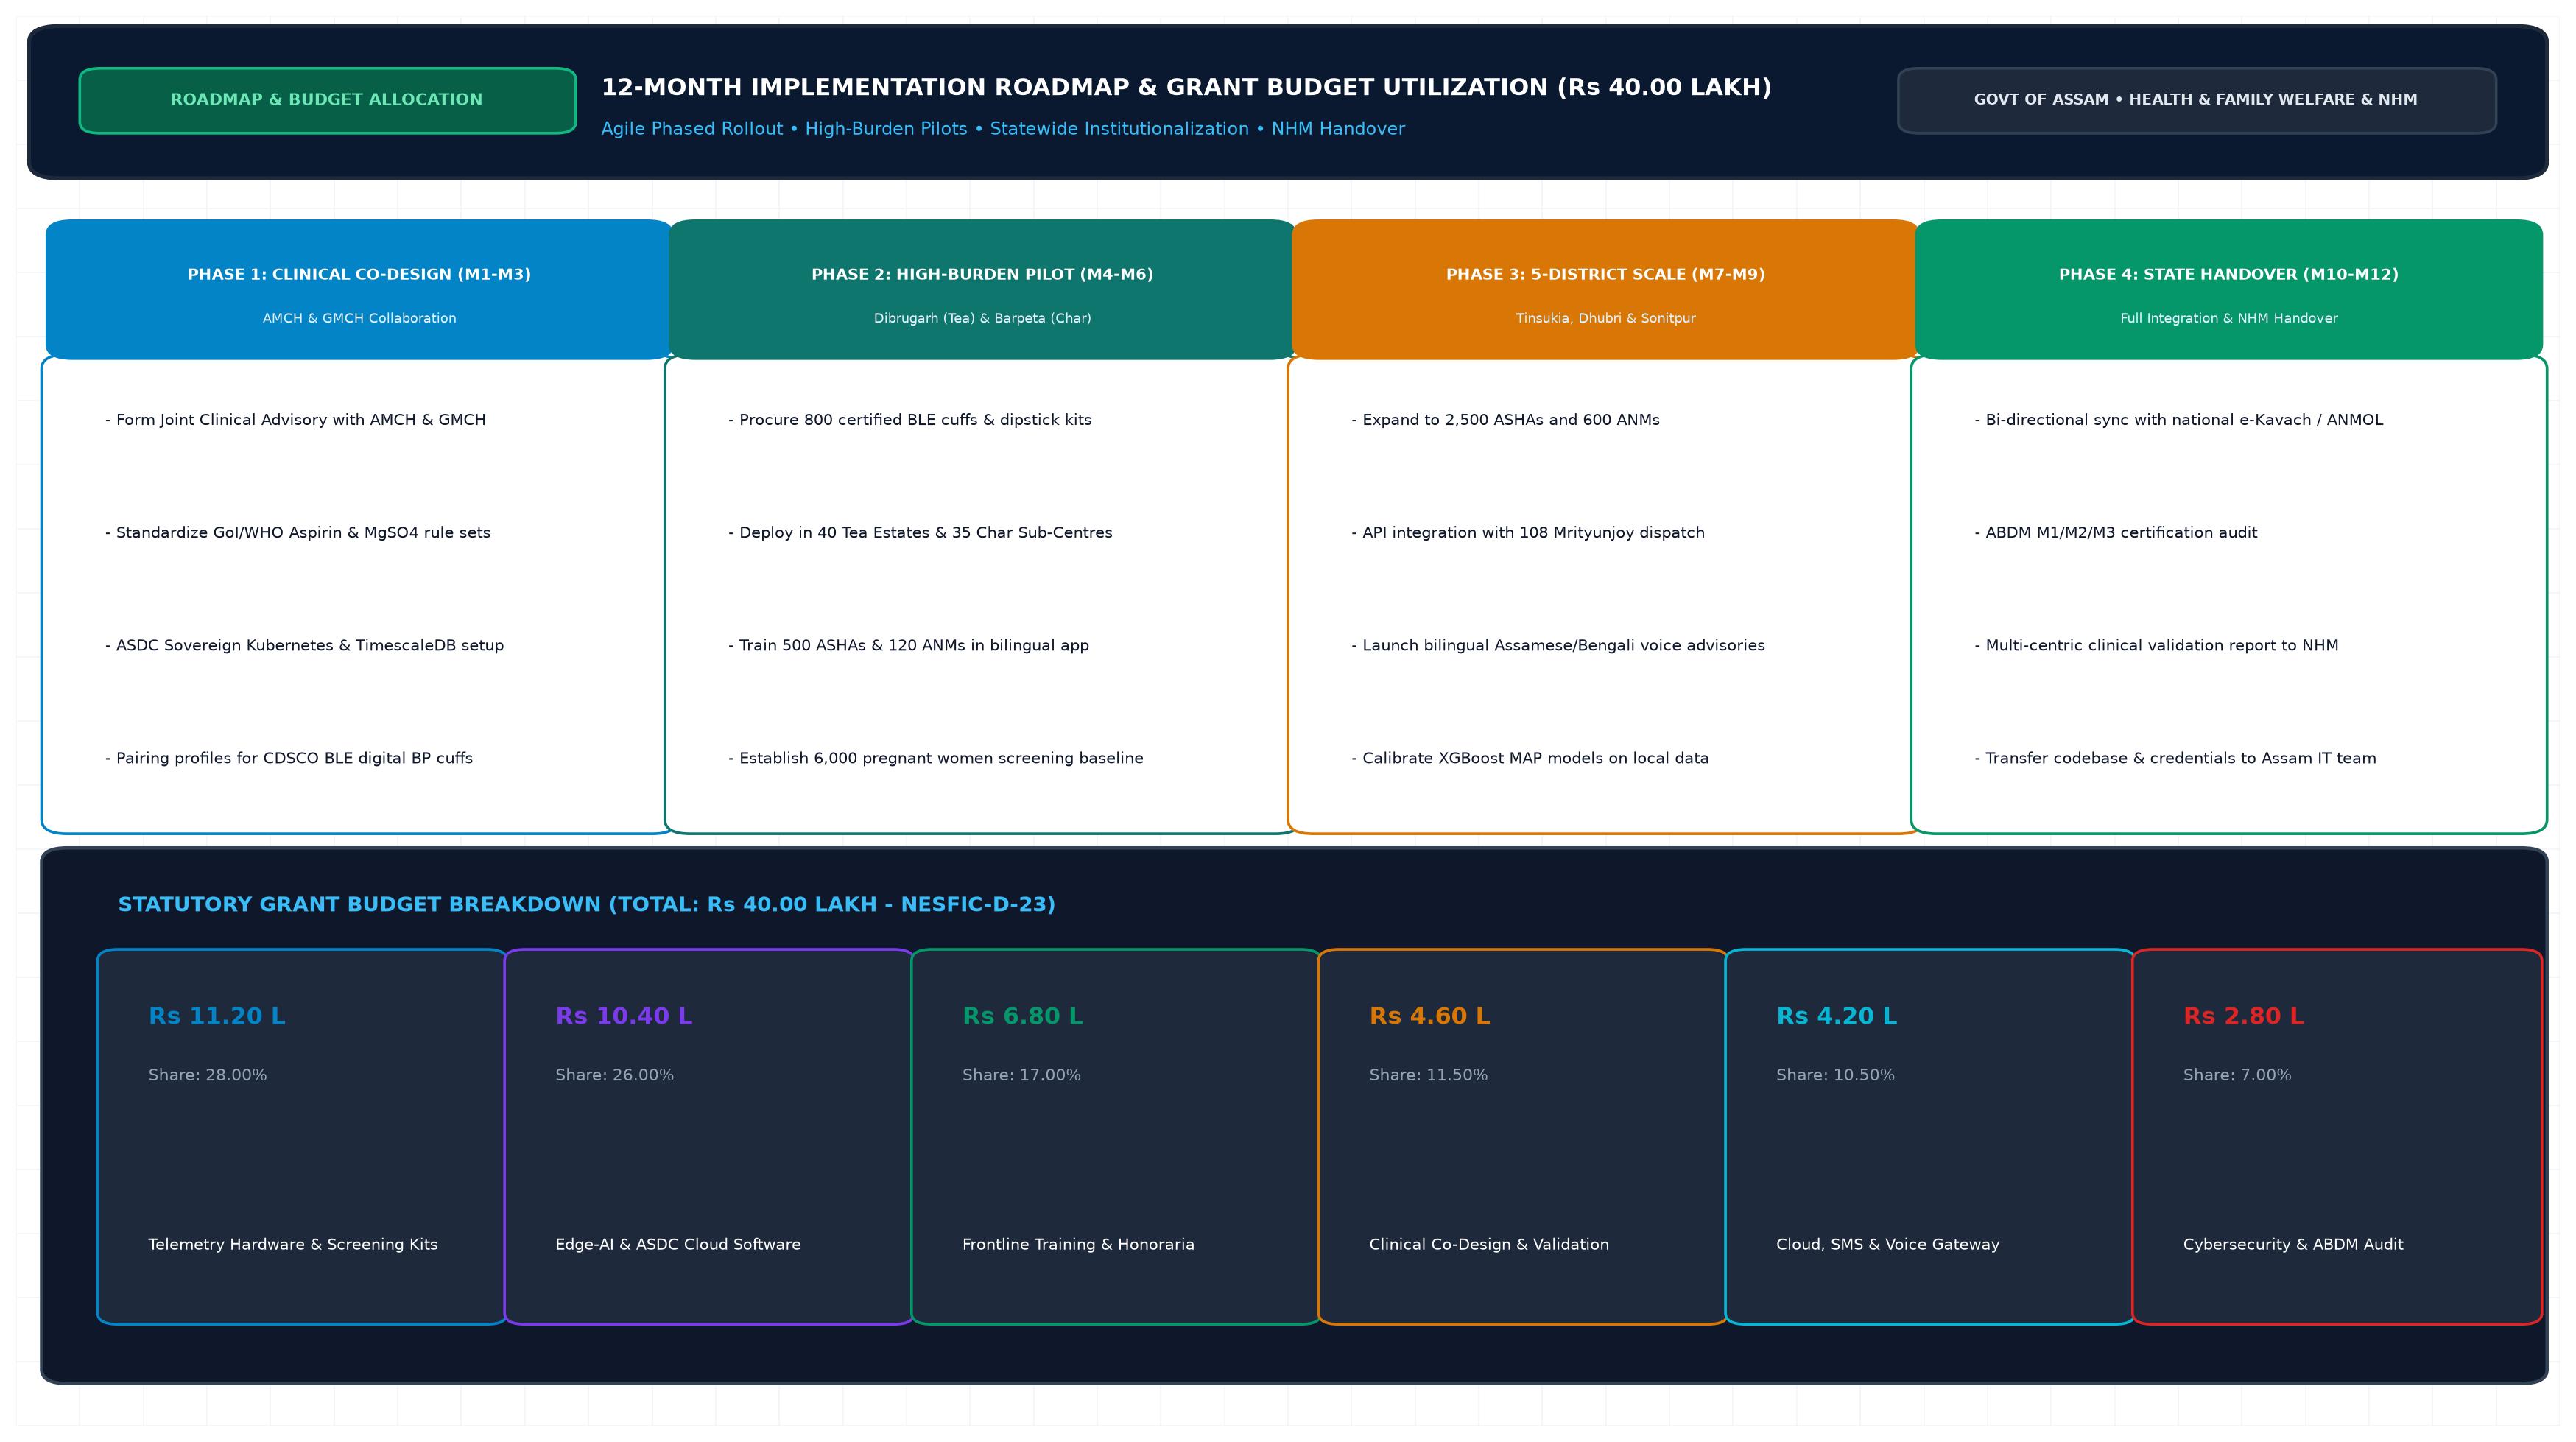 ROADMAP & BUDGET ALLOCATION
12-MONTH IMPLEMENTATION ROADMAP & GRANT BUDGET UTILIZATION (Rs 40.00 LAKH)
Agile Phased Rollout • High-Burden Pilots • Statewide Institutionalization • NHM Handover
GOVT OF ASSAM • HEALTH & FAMILY WELFARE & NHM
PHASE 1: CLINICAL CO-DESIGN (M1-M3)
AMCH & GMCH Collaboration
- Form Joint Clinical Advisory with AMCH & GMCH
- Standardize GoI/WHO Aspirin & MgSO4 rule sets
- ASDC Sovereign Kubernetes & TimescaleDB setup
- Pairing profiles for CDSCO BLE digital BP cuffs
PHASE 2: HIGH-BURDEN PILOT (M4-M6)
Dibrugarh (Tea) & Barpeta (Char)
- Procure 800 certified BLE cuffs & dipstick kits
- Deploy in 40 Tea Estates & 35 Char Sub-Centres
- Train 500 ASHAs & 120 ANMs in bilingual app
- Establish 6,000 pregnant women screening baseline
PHASE 3: 5-DISTRICT SCALE (M7-M9)
Tinsukia, Dhubri & Sonitpur
- Expand to 2,500 ASHAs and 600 ANMs
- API integration with 108 Mrityunjoy dispatch
- Launch bilingual Assamese/Bengali voice advisories
- Calibrate XGBoost MAP models on local data
PHASE 4: STATE HANDOVER (M10-M12)
Full Integration & NHM Handover
- Bi-directional sync with national e-Kavach / ANMOL
- ABDM M1/M2/M3 certification audit
- Multi-centric clinical validation report to NHM
- Transfer codebase & credentials to Assam IT team
STATUTORY GRANT BUDGET BREAKDOWN (TOTAL: Rs 40.00 LAKH - NESFIC-D-23)
Rs 11.20 L
Share: 28.00%
Telemetry Hardware & Screening Kits
Rs 10.40 L
Share: 26.00%
Edge-AI & ASDC Cloud Software
Rs 6.80 L
Share: 17.00%
Frontline Training & Honoraria
Rs 4.60 L
Share: 11.50%
Clinical Co-Design & Validation
Rs 4.20 L
Share: 10.50%
Cloud, SMS & Voice Gateway
Rs 2.80 L
Share: 7.00%
Cybersecurity & ABDM Audit